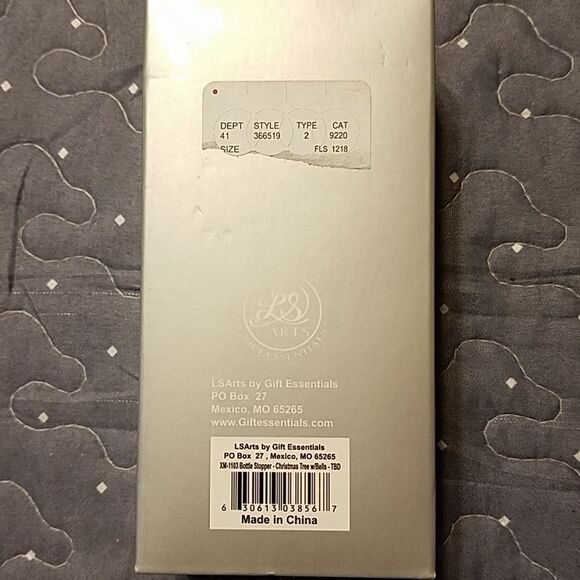 DEPT STYLE TYPE CAT
41 366519 2 9220
SIZE FLS 1218
LS
ARTS
GIFT ESSENTIALS
LSArts by Gift Essentials
PO Box 27
Mexico, MO 65265
www.Giftessentials.com
LSArts by Gift Essentials
PO Box 27 , Mexico, MO 65265
XM-1103 Bottle Stopper - Christmas Tree w/Bells - TBD
6 30613 03856 7
Made in China